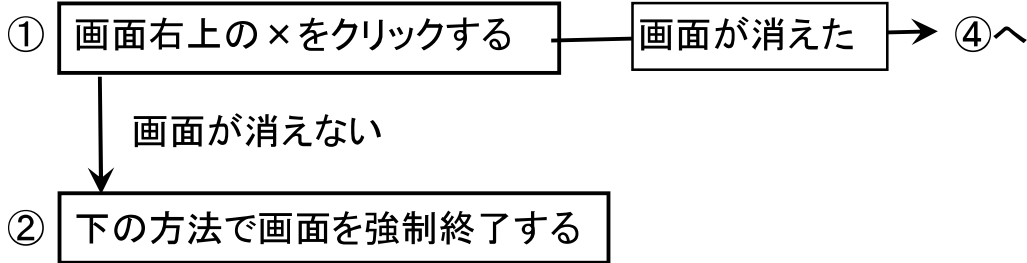 ① 画面右上の×をクリックする 画面が消えた ④へ
画面が消えない
② 下の方法で画面を強制終了する